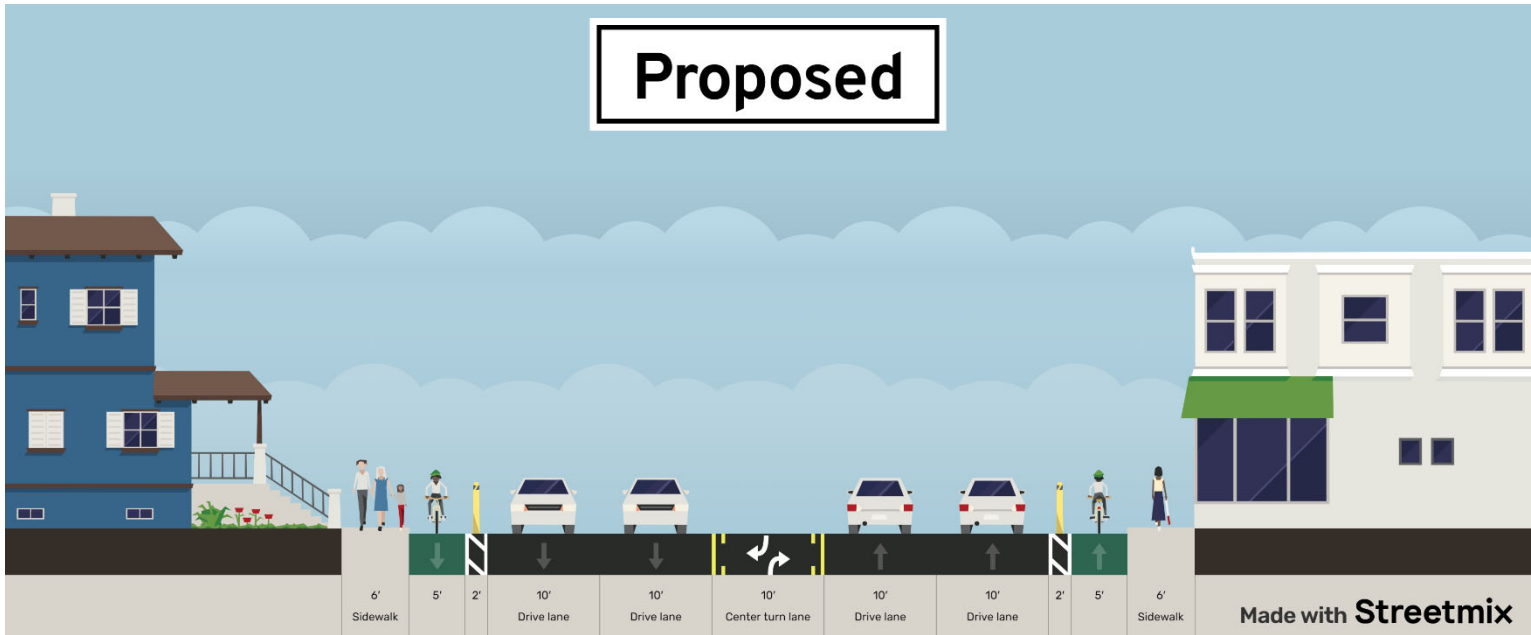 Proposed
6' 5' 2' 10' 10' 10' 10' 10' 2' 5' 6'
Sidewalk Drive lane Drive lane Center turn lane Drive lane Drive lane Sidewalk
Made with Streetmix